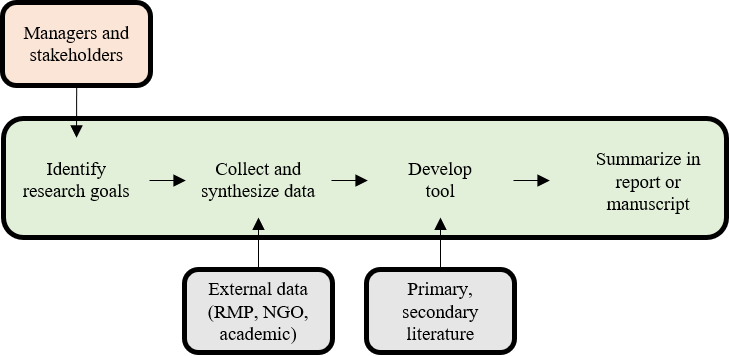 Managers and
stakeholders
Identify
research goals
Collect and
synthesize data
Develop
tool
Summarize in
report or
manuscript
External data
(RMP, NGO,
academic)
Primary,
secondary
literature